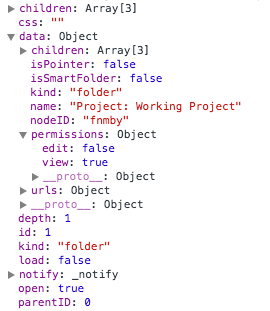 children: Array[3]
css: ""
data: Object
children: Array[3]
isPointer: false
isSmartFolder: false
kind: "folder"
name: "Project: Working Project"
nodeID: "fnmby"
permissions: Object
edit: false
view: true
__proto__: Object
urls: Object
__proto__: Object
depth: 1
id: 1
kind: "folder"
load: false
notify: _notify
open: true
parentID: 0